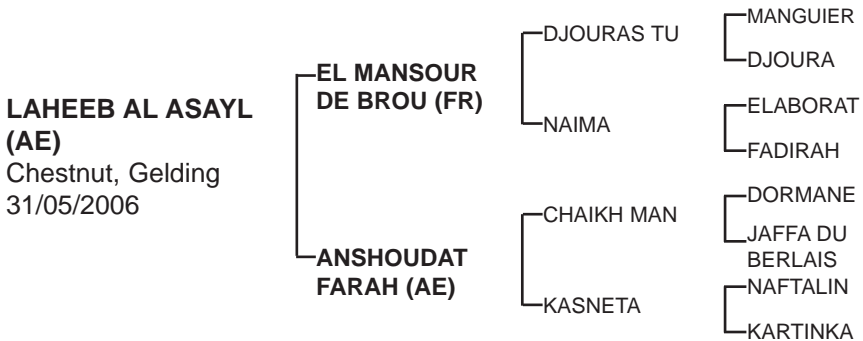 LAHEEB AL ASAYL
(AE)
Chestnut, Gelding
31/05/2006
EL MANSOUR
DE BROU (FR)
ANSHOUDAT
FARAH (AE)
DJOURAS TU
NAIMA
CHAIKH MAN
KASNETA
MANGUIER
DJOURA
ELABORAT
FADIRAH
DORMANE
JAFFA DU
BERLAIS
NAFTALIN
KARTINKA